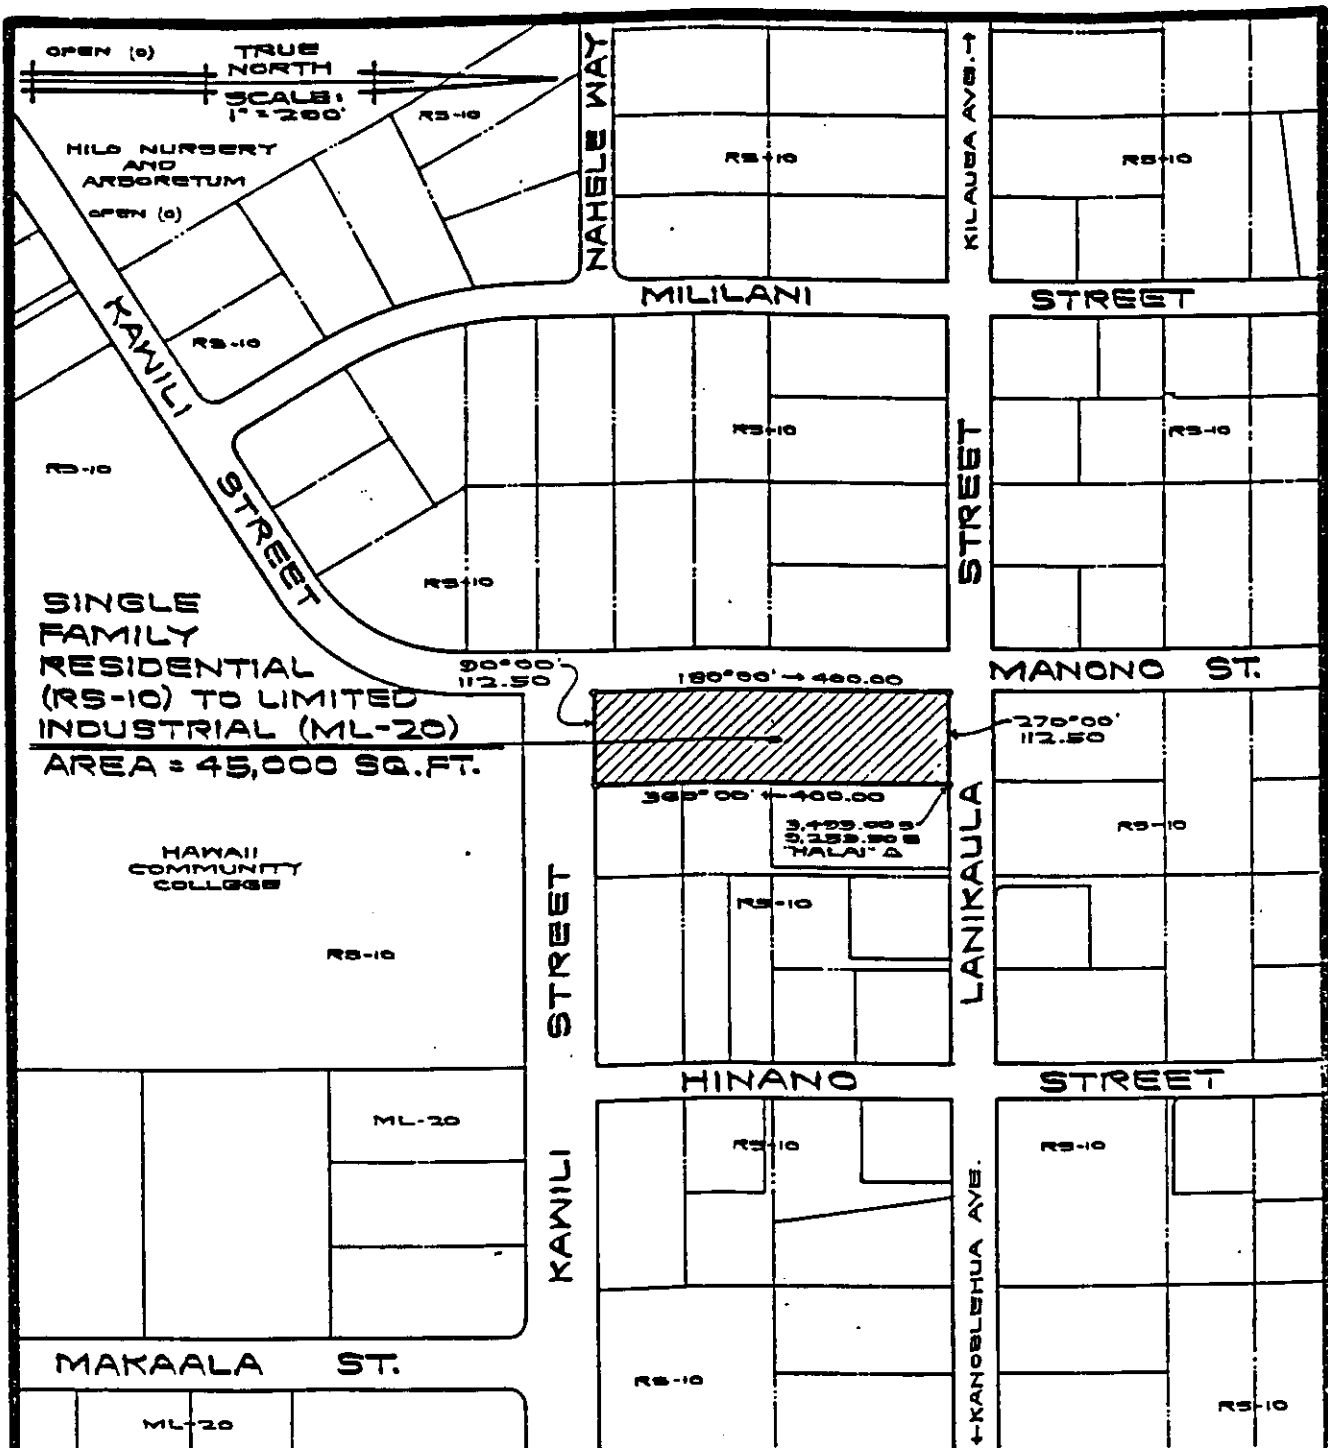 OPEN (0)
TRUE
NORTH
SCALE:
1" = 200'
RS-10
HILO NURSERY
AND
ARBORETUM
OPEN (0)
NAHELE WAY
RS-10
KILAUEA AVE.→
RS-10
MILILANI STREET
KAWILI STREET
RS-10
RS-10
RS-10
RS-10
RS-10
STREET
SINGLE
FAMILY
RESIDENTIAL
(RS-10) TO LIMITED
INDUSTRIAL (ML-20)
AREA = 45,000 SQ.FT.
90°00'
112.50
180°00' → 400.00
MANONO ST.
270°00'
112.50
360°00' ← 400.00
"HALAI" Δ
LANIKAULA
RS-10
HAWAII
COMMUNITY
COLLEGE
RS-10
RS-10
KAWILI STREET
HINANO STREET
ML-20
RS-10
RS-10
←KANOELEHUA AVE.
MAKAALA ST.
ML-20
RS-10
RS-10